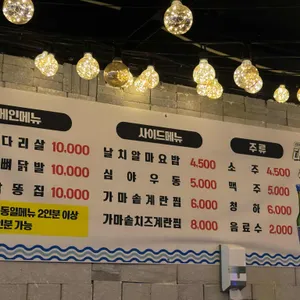 메인메뉴
다리살 10.000
뼈닭발 10.000
똥집 10.000
동일메뉴 2인분 이상
인분 가능
사이드메뉴
날치알마요밥 4.500
심야우동 5.000
가마솥계란찜 6.000
가마솥치즈계란찜 8.000
주류
소주 4.500
맥주 5.000
청하 6.000
음료수 2.000